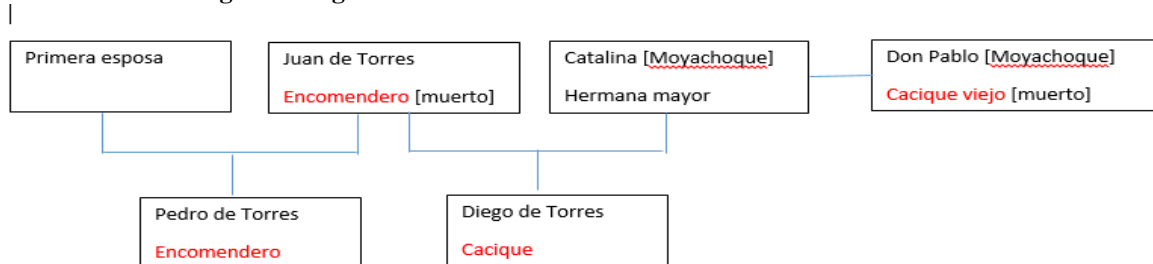 Primera esposa
Juan de Torres
Encomendero [muerto]
Catalina [Moyachoque]
Hermana mayor
Don Pablo [Moyachoque]
Cacique viejo [muerto]
Pedro de Torres
Encomendero
Diego de Torres
Cacique